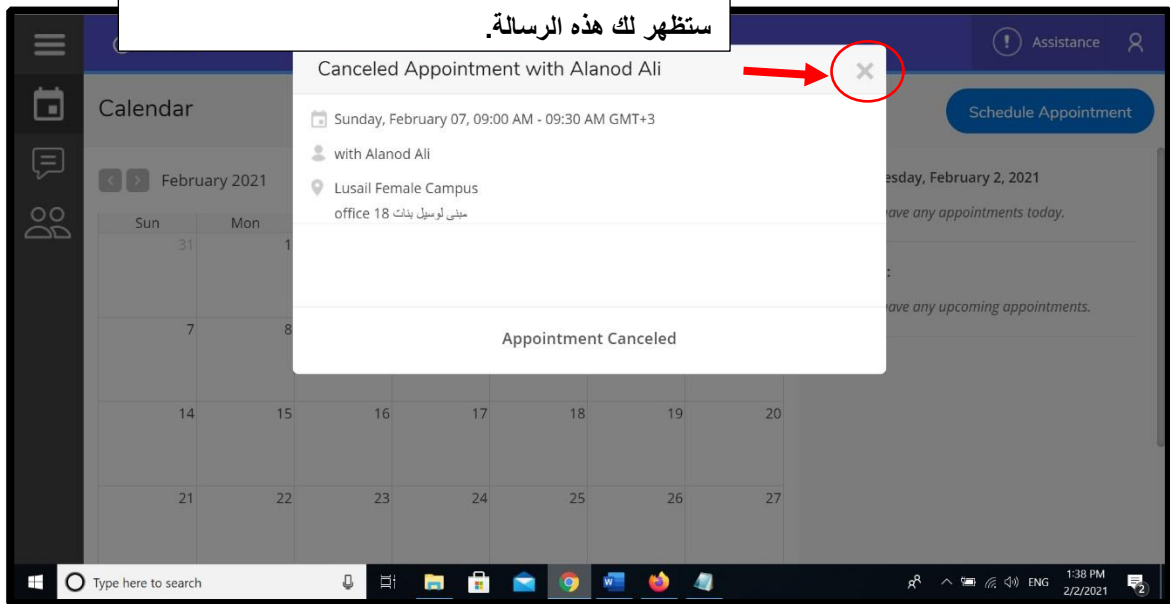 ستظهر لك هذه الرسالة.
Assistance
Canceled Appointment with Alanod Ali
Calendar
Schedule Appointment
Sunday, February 07, 09:00 AM - 09:30 AM GMT+3
with Alanod Ali
Lusail Female Campus
office 18 مبنى لوسيل بنات
February 2021
esday, February 2, 2021
ave any appointments today.
Sun Mon
31 1
:
ave any upcoming appointments.
7 8
Appointment Canceled
14 15 16 17 18 19 20
21 22 23 24 25 26 27
Type here to search
ENG
1:38 PM
2/2/2021
2